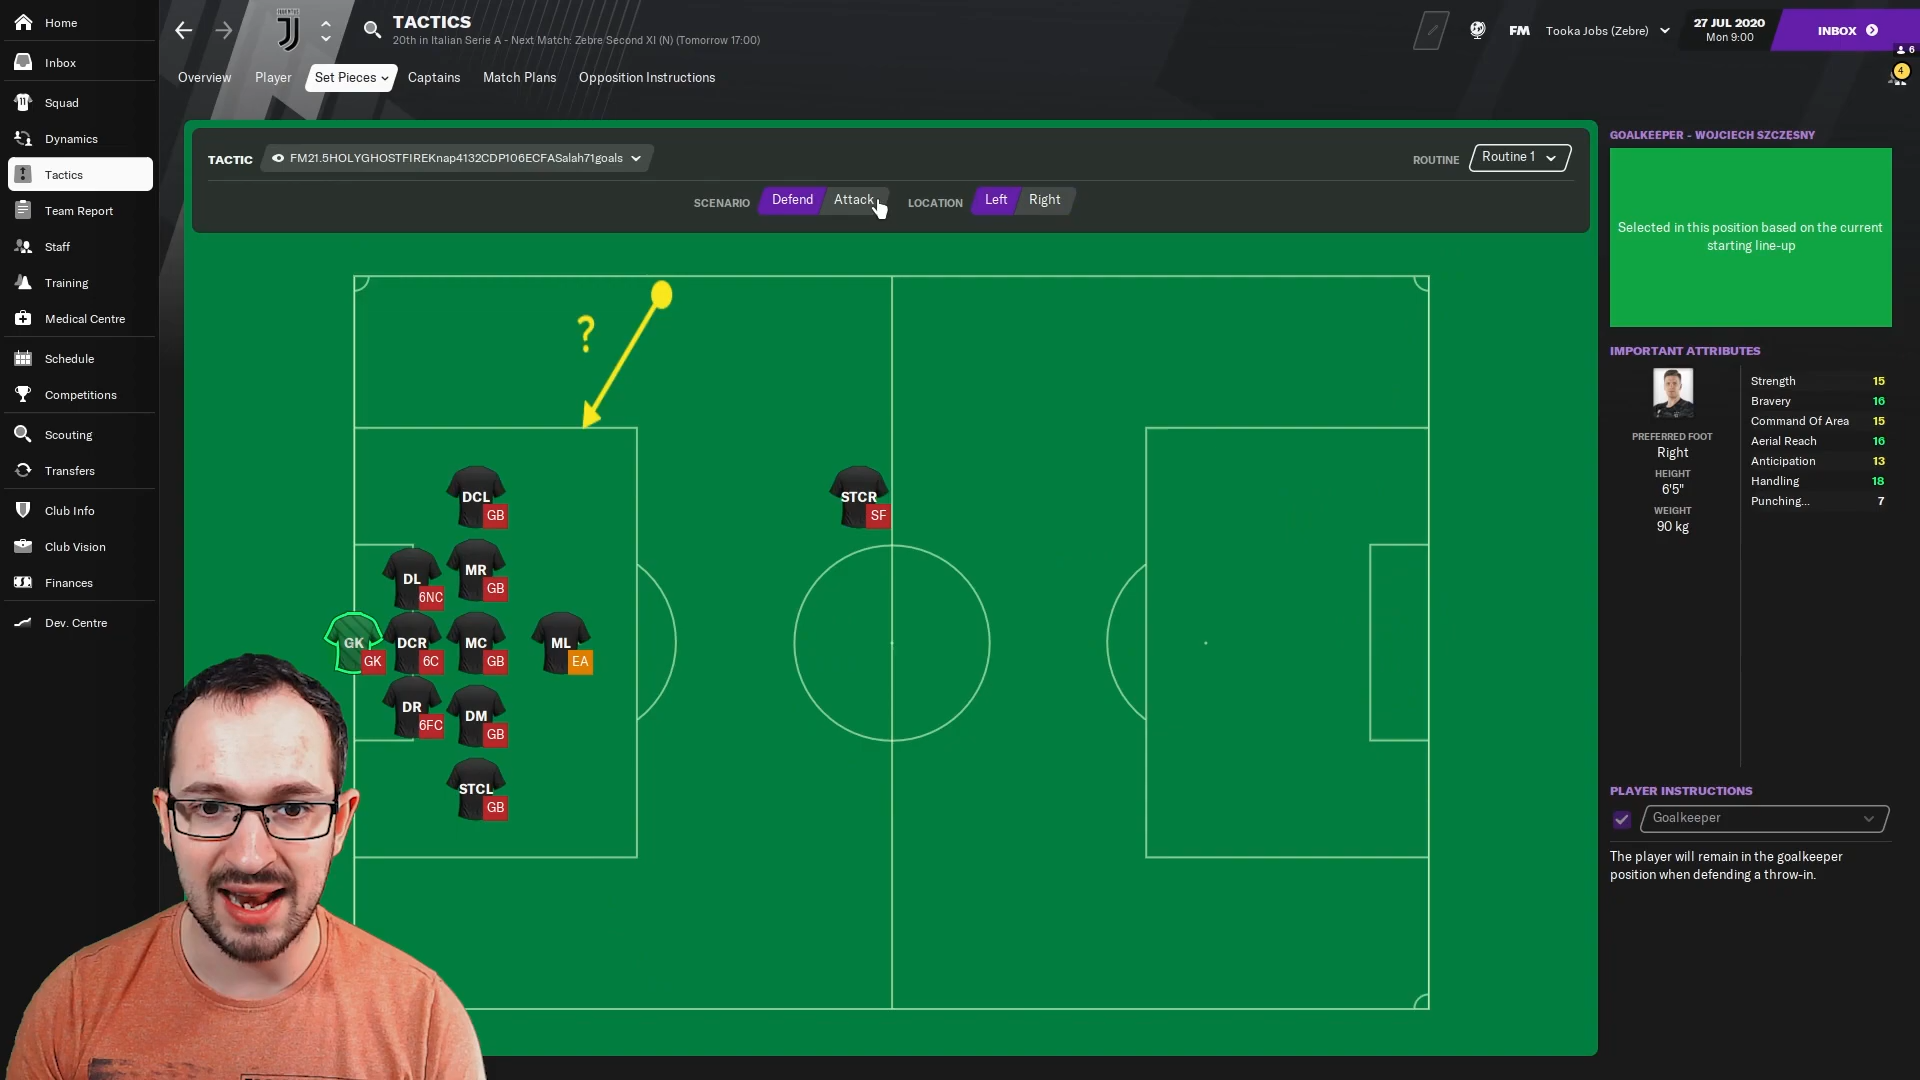 Home
Inbox
Squad
Dynamics
Tactics
Team Report
Staff
Training
Medical Centre
Schedule
Competitions
Scouting
Transfers
Club Info
Club Vision
Finances
Dev. Centre
JUVENTUS
TACTICS
20th in Italian Serie A - Next Match: Zebre Second XI (N) (Tomorrow 17:00)
FM
Tooka Jobs (Zebre)
27 JUL 2020
Mon 9:00
INBOX
6
4
Overview
Player
Set Pieces
Captains
Match Plans
Opposition Instructions
TACTIC
FM21.5HOLYGHOSTFIREKnap4132CDP106ECFASalah71goals
ROUTINE
Routine 1
SCENARIO
Defend
Attack
LOCATION
Left
Right
?
DCL
GB
STCR
SF
MR
GB
DL
6NC
GK
GK
DCR
6C
MC
GB
ML
EA
DR
6FC
DM
GB
STCL
GB
GOALKEEPER - WOJCIECH SZCZĘSNY
Selected in this position based on the current
starting line-up
IMPORTANT ATTRIBUTES
PREFERRED FOOT
Right
HEIGHT
6'5"
WEIGHT
90 kg
Strength 15
Bravery 16
Command Of Area 15
Aerial Reach 16
Anticipation 13
Handling 18
Punching... 7
PLAYER INSTRUCTIONS
Goalkeeper
The player will remain in the goalkeeper
position when defending a throw-in.